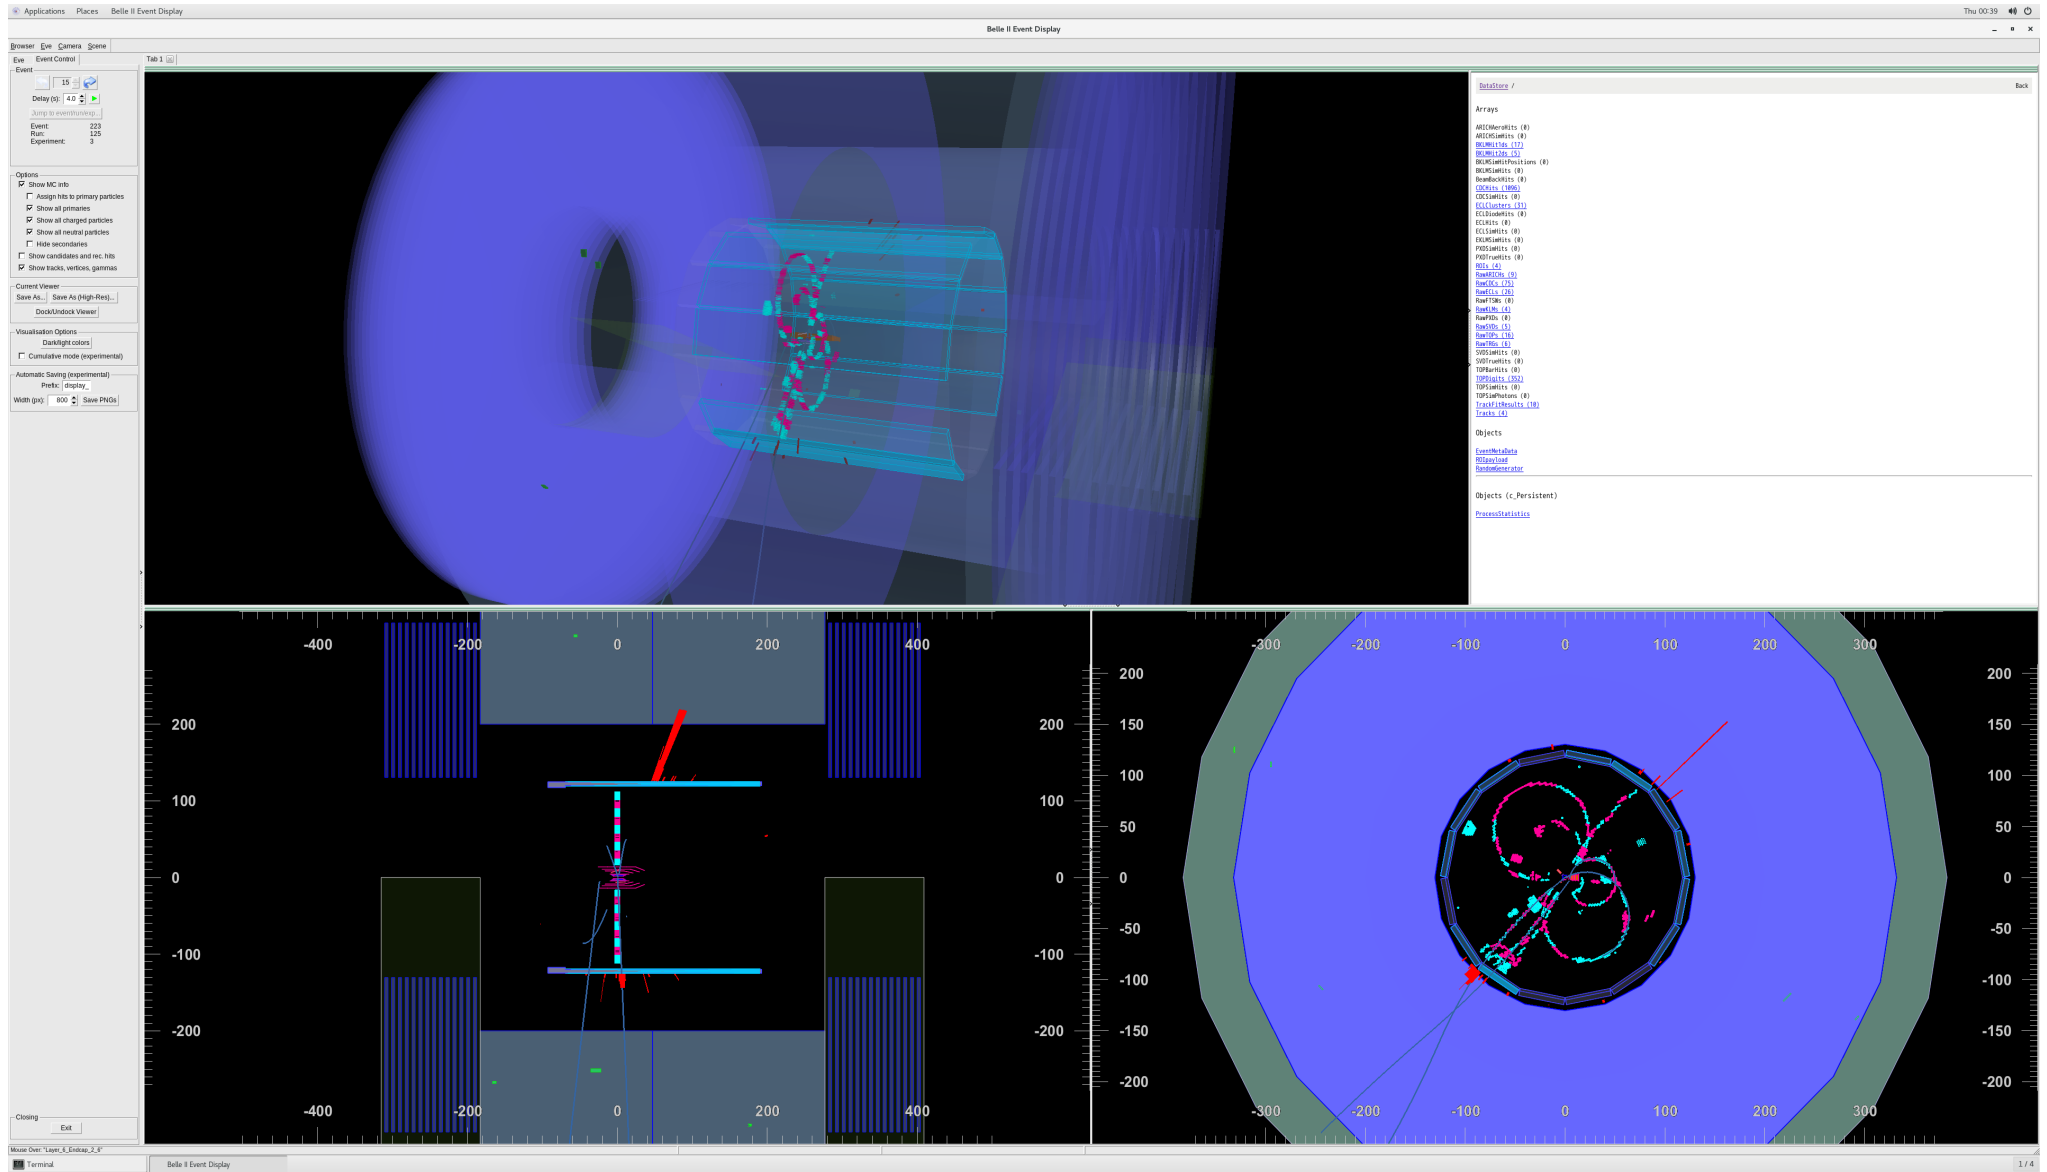 Applications Places Belle II Event Display Thu 00:39
Belle II Event Display
Browser Eve Camera Scene
Eve Event Control Tab 1
Event
15
Delay (s): 4.0
Jump to event/run/exp...
Event: 223
Run: 125
Experiment: 3
Options
Show MC info
Assign hits to primary particles
Show all primaries
Show all charged particles
Show all neutral particles
Hide secondaries
Show candidates and rec. hits
Show tracks, vertices, gammas
Current Viewer
Save As... Save As (High-Res)...
Dock/Undock Viewer
Visualisation Options
Dark/light colors
Cumulative mode (experimental)
Automatic Saving (experimental)
Prefix: display_
Width (px): 800 Save PNGs
Closing
Exit
DataStore / Back
Arrays
ARICHAeroHits (0)
ARICHSimHits (0)
BKLMHit1ds (17)
BKLMHit2ds (5)
BKLMSimHitPositions (0)
BKLMSimHits (0)
BeamBackHits (0)
CDCHits (1096)
CDCSimHits (0)
ECLClusters (31)
ECLDiodeHits (0)
ECLHits (0)
ECLSimHits (0)
EKLMSimHits (0)
PXDSimHits (0)
PXDTrueHits (0)
ROIs (4)
RawARICHs (9)
RawCDCs (75)
RawECLs (26)
RawFTSWs (0)
RawKLMs (4)
RawPXDs (0)
RawSVDs (5)
RawTOPs (16)
RawTRGs (6)
SVDSimHits (0)
SVDTrueHits (0)
TOPBarHits (0)
TOPDigits (352)
TOPSimHits (0)
TOPSimPhotons (0)
TrackFitResults (10)
Tracks (4)
Objects
EventMetaData
ROIpayload
RandomGenerator
Objects (c_Persistent)
ProcessStatistics
-400 -200 0 200 400
200 200
100 100
0 0
-100 -100
-200 -200
-400 -200 0 200 400
-300 -200 -100 0 100 200 300
200 200
150 150
100 100
50 50
0 0
-50 -50
-100 -100
-150 -150
-200 -200
-300 -200 -100 0 100 200 300
Mouse Over: "Layer_6_Endcap_2_6"
Terminal Belle II Event Display 1 / 4